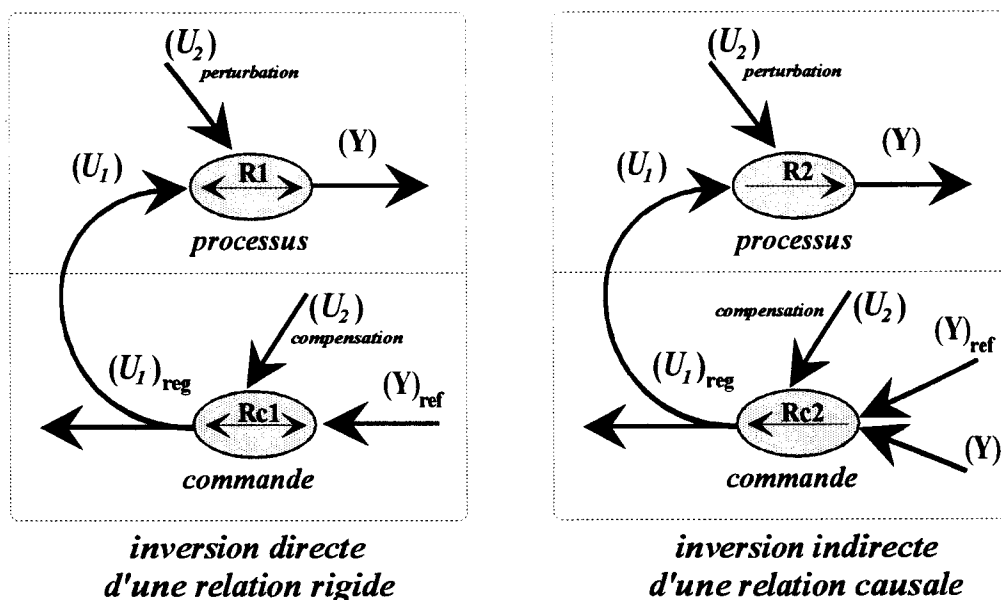 (U₂)
perturbation
(U₁)
R1
(Y)
processus
(U₂)
compensation
(U₁)reg
(Y)ref
Rc1
commande
inversion directe
d'une relation rigide
(U₂)
perturbation
(U₁)
R2
(Y)
processus
compensation
(U₂)
(Y)ref
(U₁)reg
Rc2
(Y)
commande
inversion indirecte
d'une relation causale